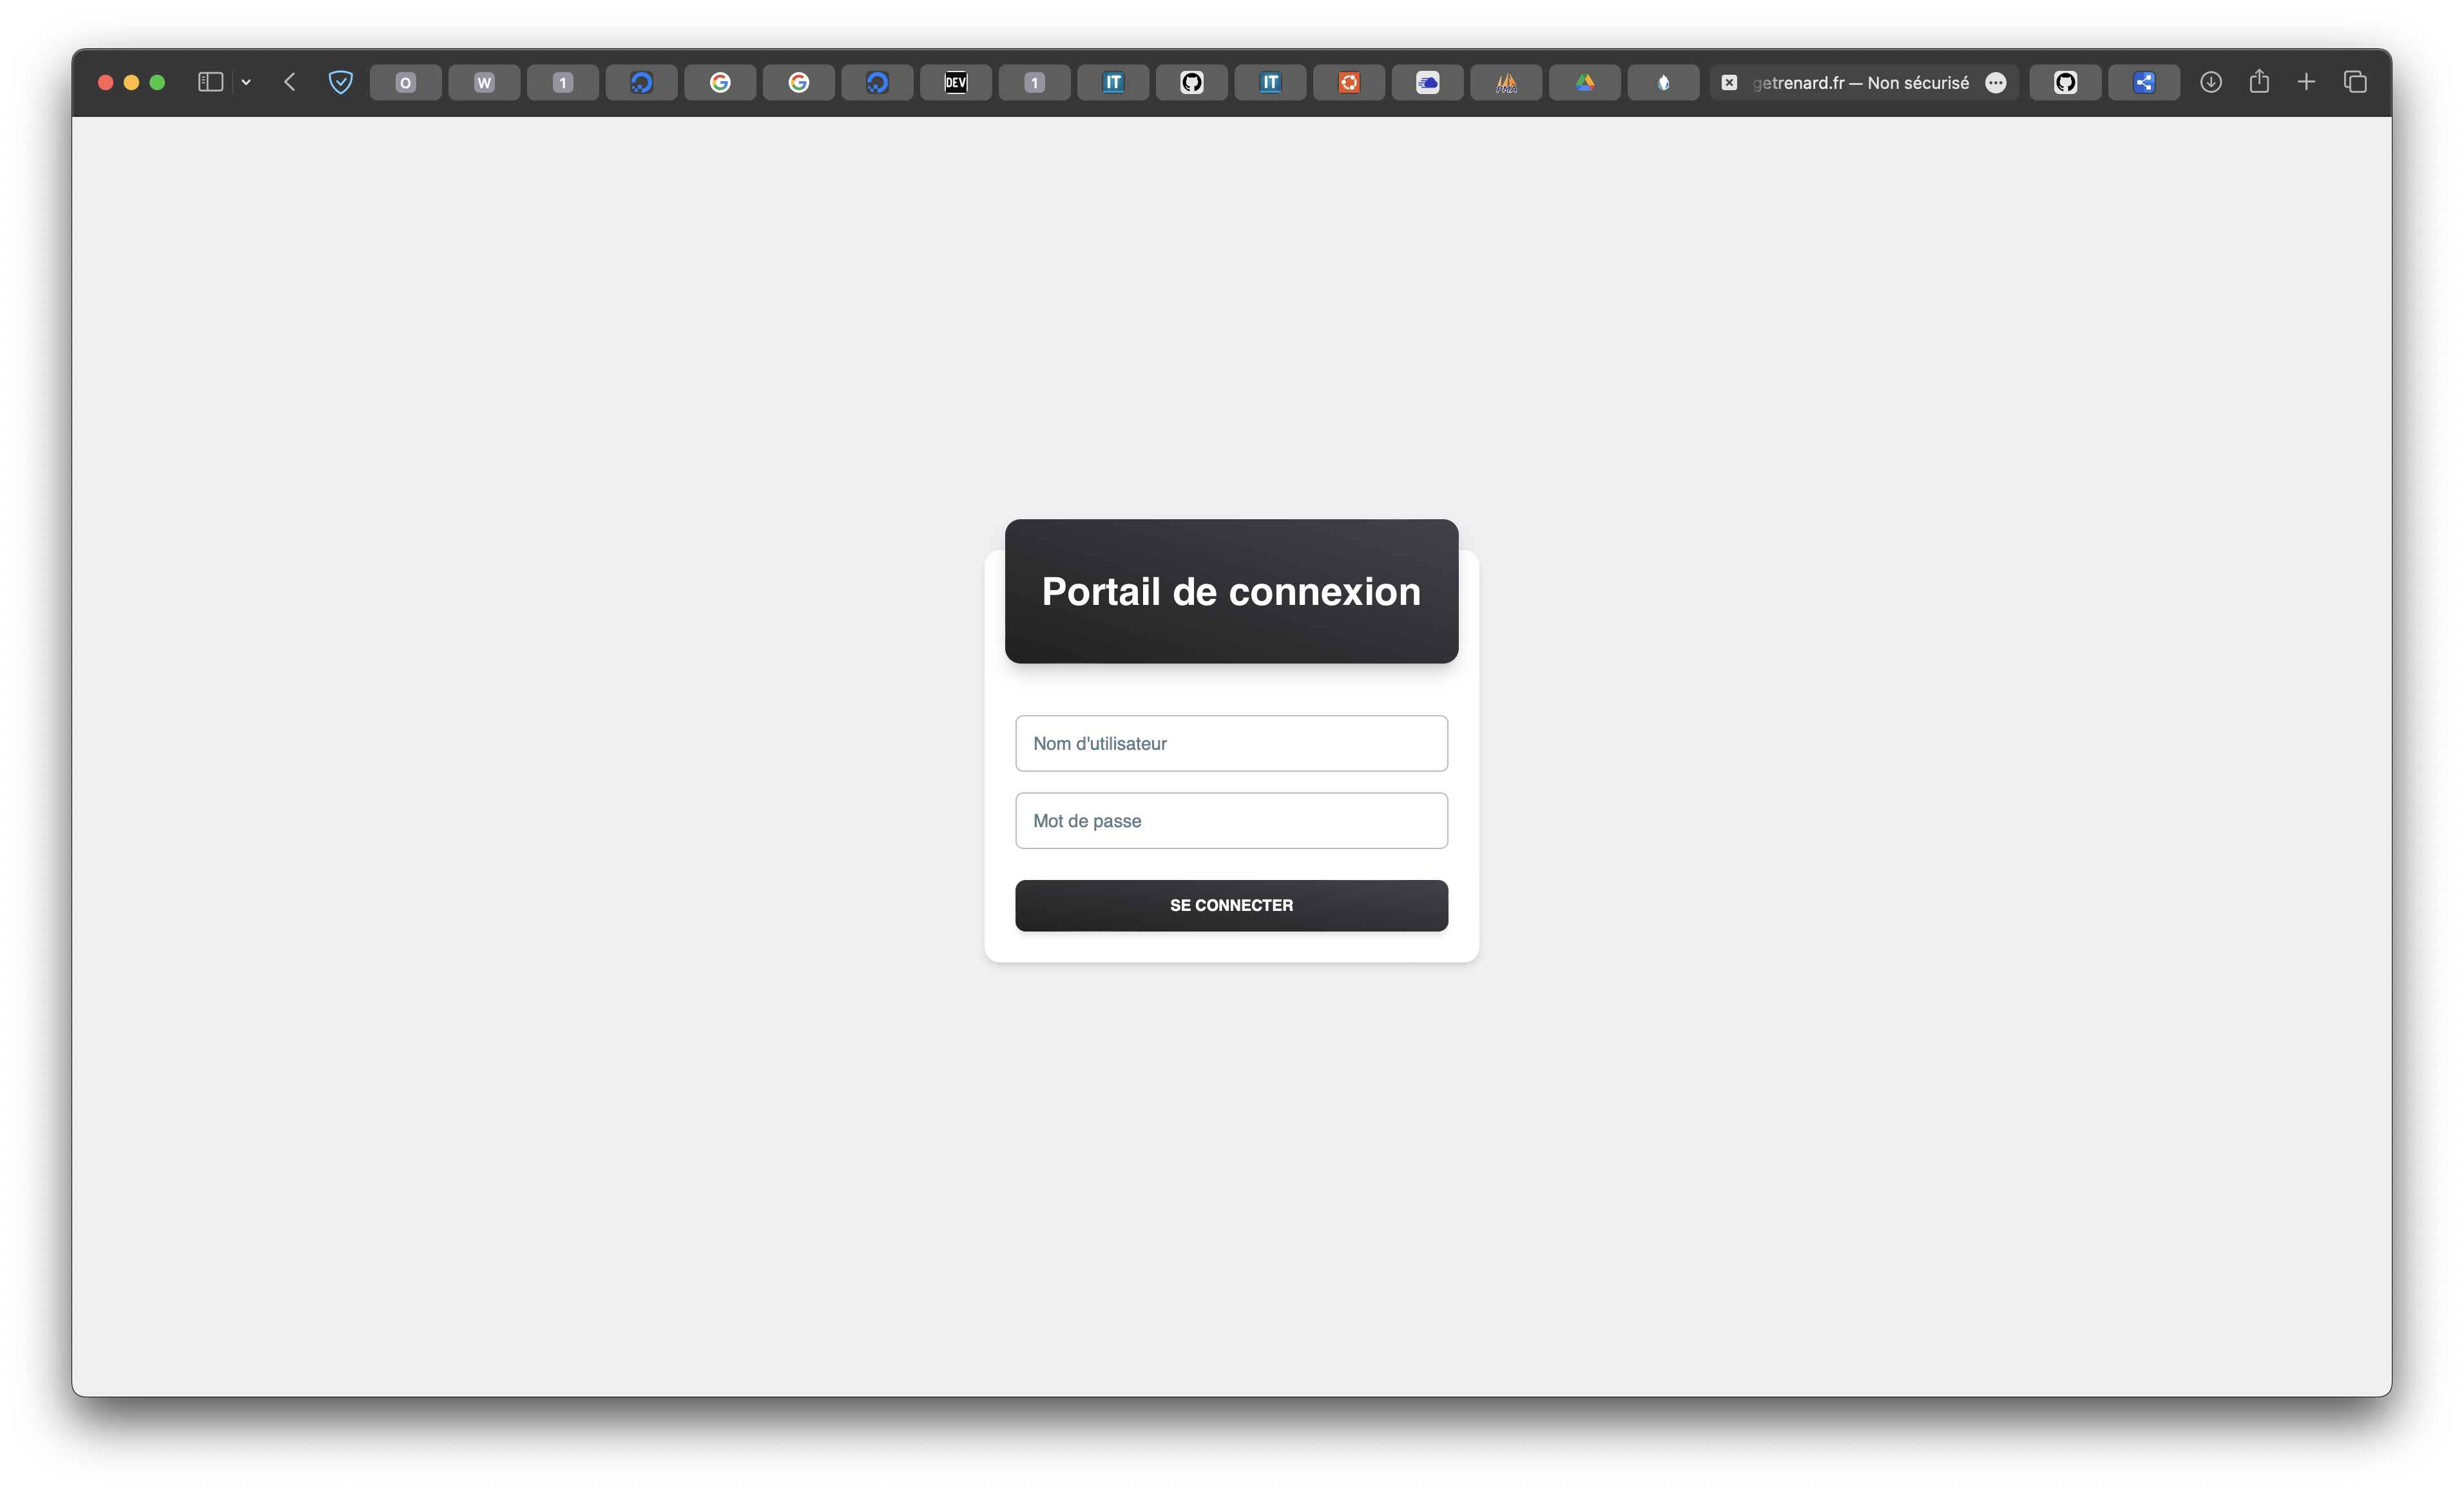 O W 1 DEV 1 IT IT PMA getrenard.fr — Non sécurisé
Portail de connexion
Nom d'utilisateur
Mot de passe
SE CONNECTER